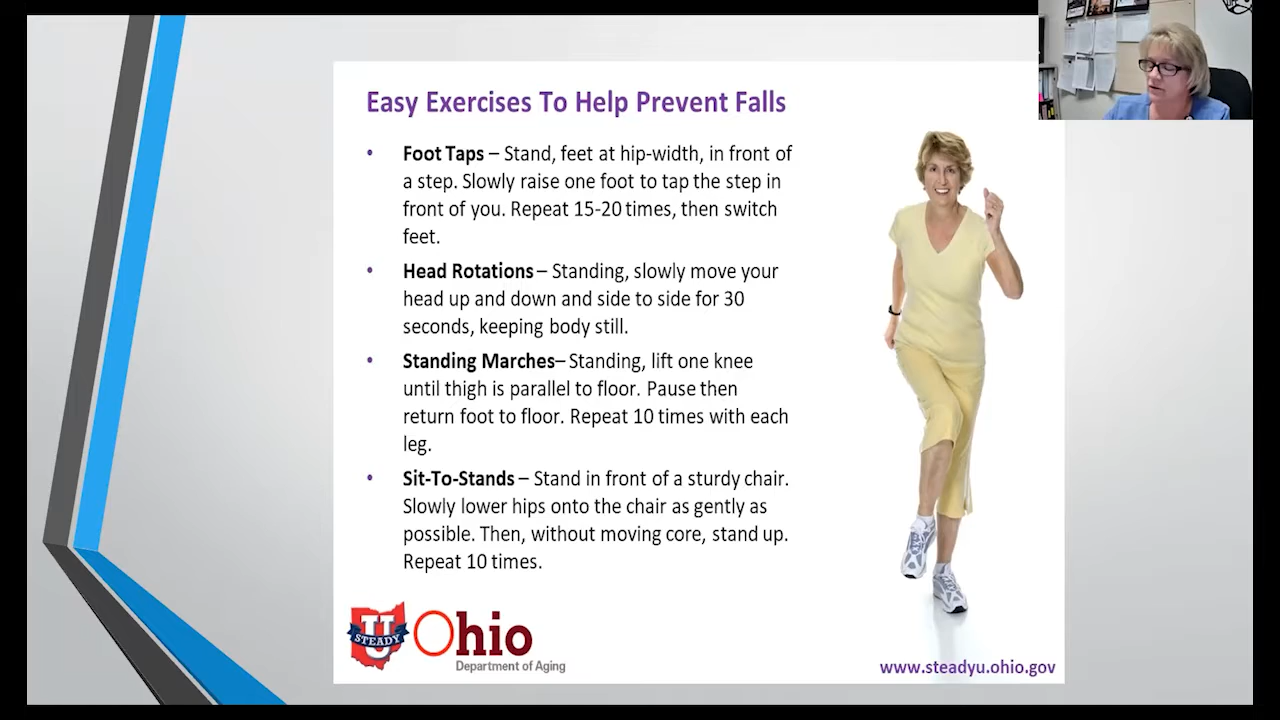 Easy Exercises To Help Prevent Falls
• Foot Taps – Stand, feet at hip-width, in front of
a step. Slowly raise one foot to tap the step in
front of you. Repeat 15-20 times, then switch
feet.
• Head Rotations – Standing, slowly move your
head up and down and side to side for 30
seconds, keeping body still.
• Standing Marches– Standing, lift one knee
until thigh is parallel to floor. Pause then
return foot to floor. Repeat 10 times with each
leg.
• Sit-To-Stands – Stand in front of a sturdy chair.
Slowly lower hips onto the chair as gently as
possible. Then, without moving core, stand up.
Repeat 10 times.
STEADY
U
Ohio
Department of Aging
www.steadyu.ohio.gov